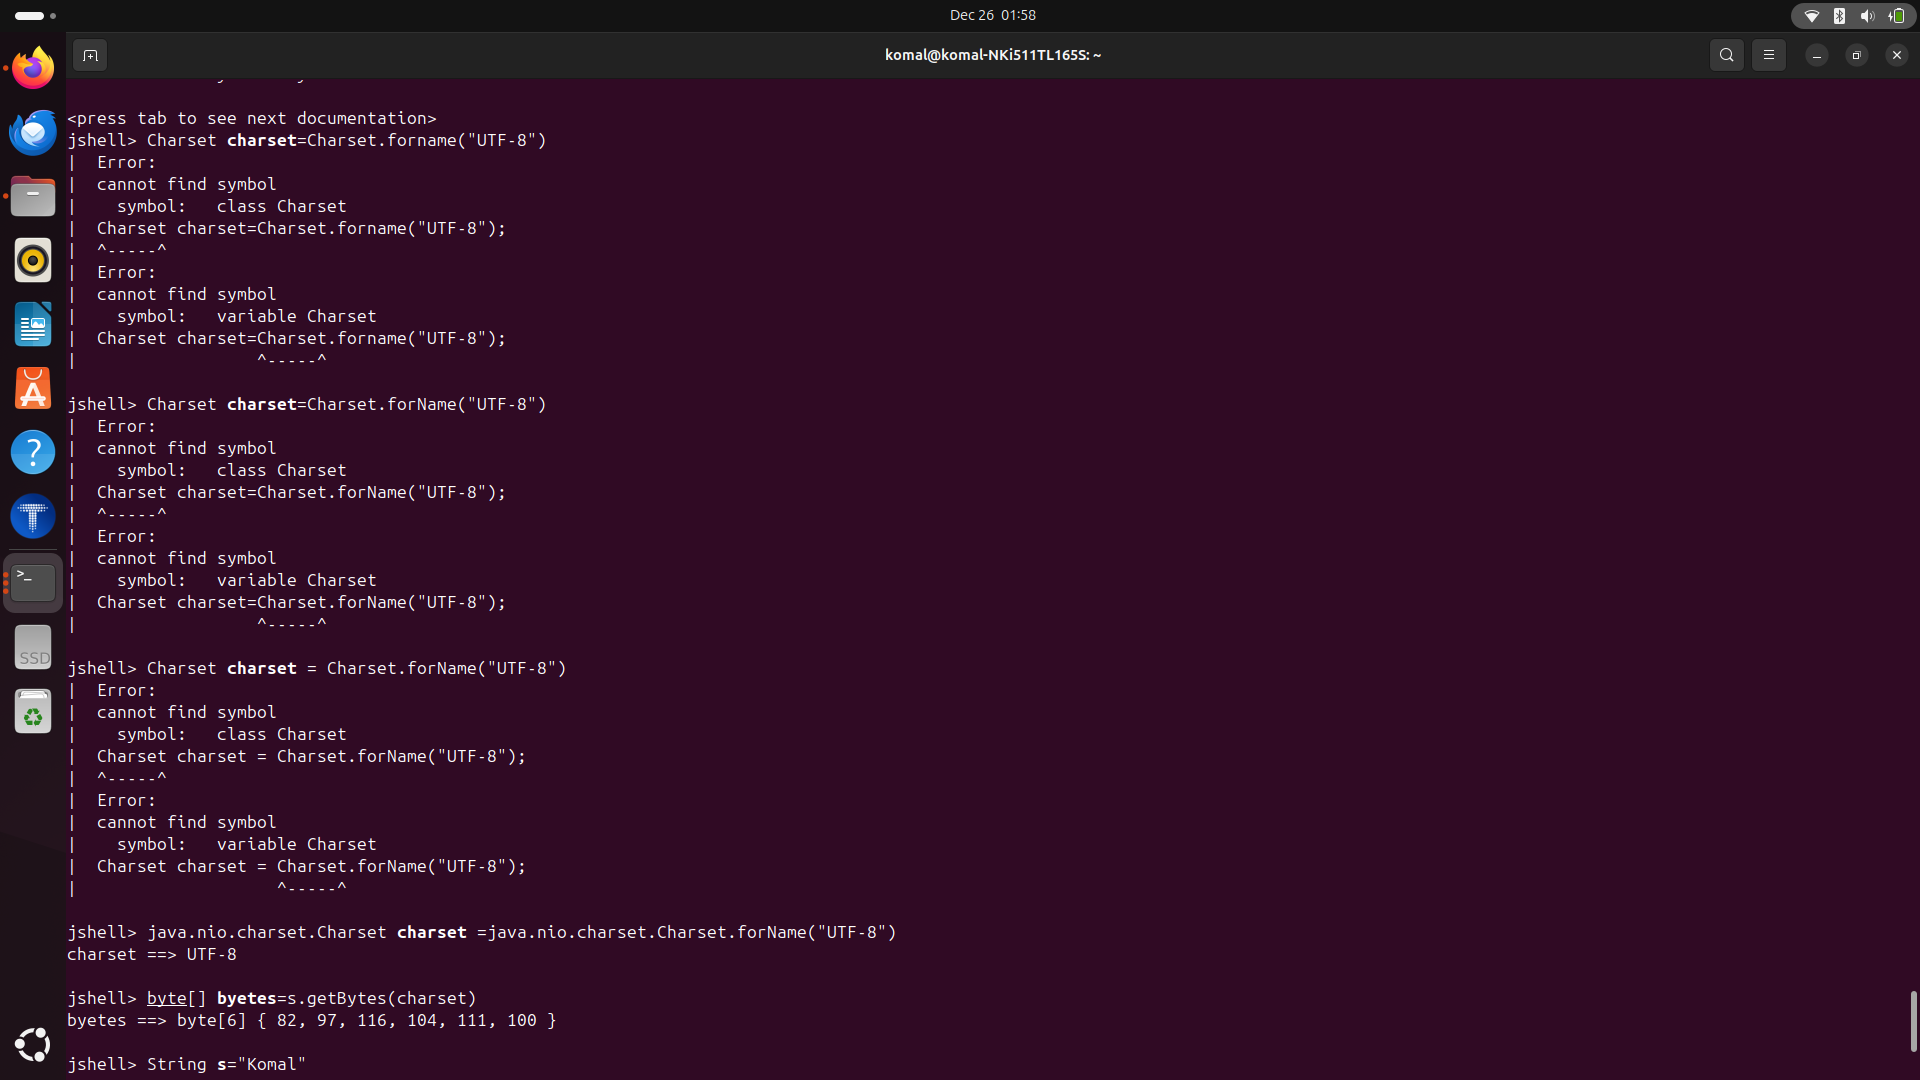 Dec 26 01:58
komal@komal-NKi511TL165S: ~
<press tab to see next documentation>
jshell> Charset charset=Charset.forname("UTF-8")
|  Error:
|  cannot find symbol
|    symbol:   class Charset
|  Charset charset=Charset.forname("UTF-8");
|  ^-----^
|  Error:
|  cannot find symbol
|    symbol:   variable Charset
|  Charset charset=Charset.forname("UTF-8");
|                  ^-----^
jshell> Charset charset=Charset.forName("UTF-8")
|  Error:
|  cannot find symbol
|    symbol:   class Charset
|  Charset charset=Charset.forName("UTF-8");
|  ^-----^
|  Error:
|  cannot find symbol
|    symbol:   variable Charset
|  Charset charset=Charset.forName("UTF-8");
|                  ^-----^
jshell> Charset charset = Charset.forName("UTF-8")
|  Error:
|  cannot find symbol
|    symbol:   class Charset
|  Charset charset = Charset.forName("UTF-8");
|  ^-----^
|  Error:
|  cannot find symbol
|    symbol:   variable Charset
|  Charset charset = Charset.forName("UTF-8");
|                    ^-----^
jshell> java.nio.charset.Charset charset =java.nio.charset.Charset.forName("UTF-8")
charset ==> UTF-8
jshell> byte[] byetes=s.getBytes(charset)
byetes ==> byte[6] { 82, 97, 116, 104, 111, 100 }
jshell> String s="Komal"
SSD